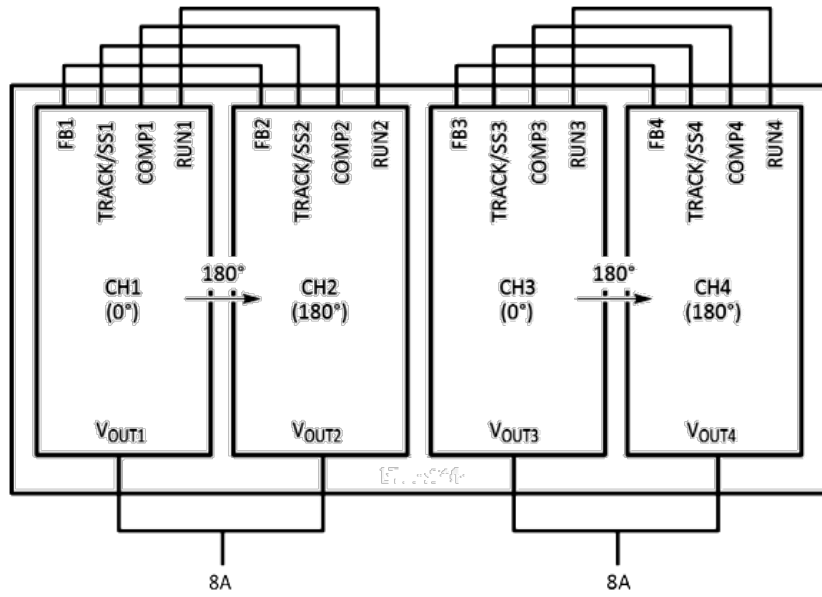 FB1
TRACK/SS1
COMP1
RUN1
FB2
TRACK/SS2
COMP2
RUN2
FB3
TRACK/SS3
COMP3
RUN3
FB4
TRACK/SS4
COMP4
RUN4
180°
180°
CH1
(0°)
CH2
(180°)
CH3
(0°)
CH4
(180°)
VOUT1
VOUT2
VOUT3
VOUT4
8A
8A